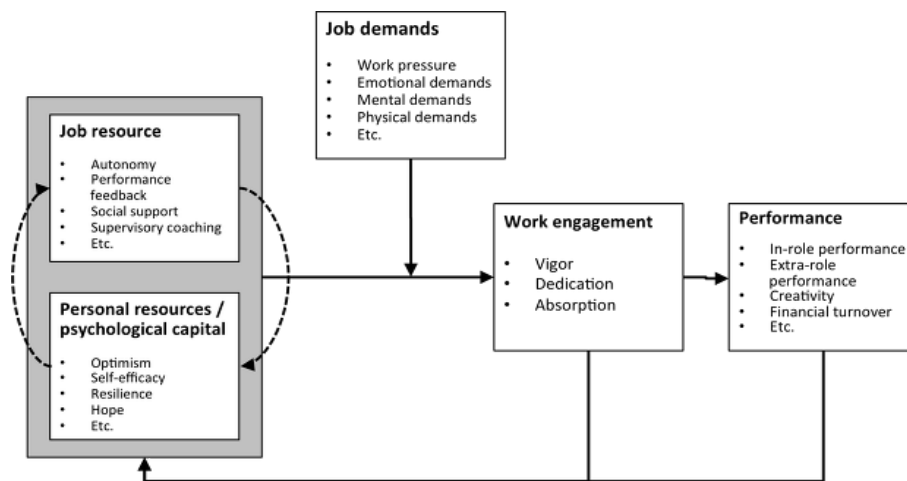 Job demands
• Work pressure
• Emotional demands
• Mental demands
• Physical demands
• Etc.
Job resource
• Autonomy
• Performance
feedback
• Social support
• Supervisory coaching
• Etc.
Personal resources /
psychological capital
• Optimism
• Self-efficacy
• Resilience
• Hope
• Etc.
Work engagement
• Vigor
• Dedication
• Absorption
Performance
• In-role performance
• Extra-role
performance
• Creativity
• Financial turnover
• Etc.